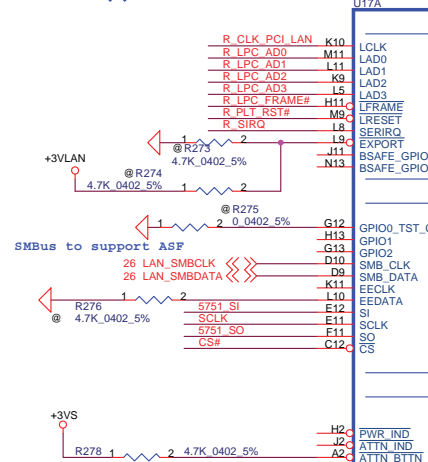 U17A
R_CLK_PCI_LAN K10 LCLK
R_LPC_AD0 M11 LAD0
R_LPC_AD1 L11 LAD1
R_LPC_AD2 K9 LAD2
R_LPC_AD3 L5 LAD3
R_LPC_FRAME# H11 LFRAME
R_PLT_RST# M9 LRESET
R_SIRQ L8 SERIRQ
1 2 L9 EXPORT
@R273 J11 BSAFE_GPIO
+3VLAN 4.7K_0402_5% N13 BSAFE_GPIO
@R274
4.7K_0402_5% 1 2
@R275
1 2 0_0402_5% G12 GPIO0_TST_C
H13 GPIO1
SMBus to support ASF G13 GPIO2
26 LAN_SMBCLK D10 SMB_CLK
26 LAN_SMBDATA D9 SMB_DATA
K11 EECLK
1 2 L10 EEDATA
R276 5751_SI E12 SI
@ 4.7K_0402_5% SCLK E11 SCLK
5751_SO F11 SO
CS# C12 CS
+3VS
H2 PWR_IND
J2 ATTN_IND
R278 1 2 4.7K_0402_5% A2 ATTN_BTTN